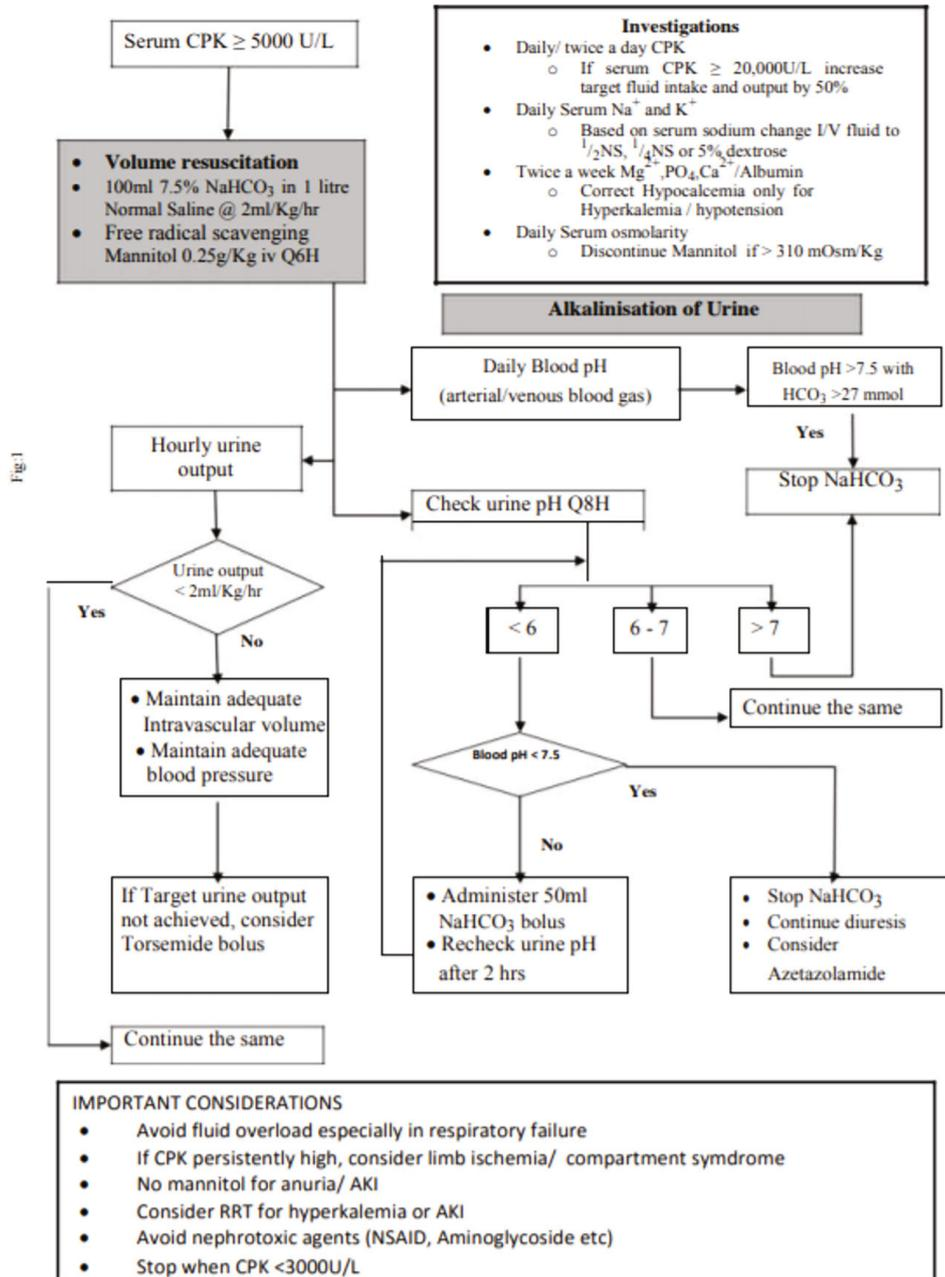 Serum CPK ≥ 5000 U/L
• Volume resuscitation
• 100ml 7.5% NaHCO3 in 1 litre
Normal Saline @ 2ml/Kg/hr
• Free radical scavenging
Mannitol 0.25g/Kg iv Q6H
Investigations
• Daily/ twice a day CPK
o If serum CPK ≥ 20,000U/L increase
target fluid intake and output by 50%
• Daily Serum Na+ and K+
o Based on serum sodium change I/V fluid to
1/2NS, 1/4NS or 5% dextrose
• Twice a week Mg2+,PO4,Ca2+/Albumin
o Correct Hypocalcemia only for
Hyperkalemia / hypotension
• Daily Serum osmolarity
o Discontinue Mannitol if > 310 mOsm/Kg
Alkalinisation of Urine
Daily Blood pH
(arterial/venous blood gas)
Blood pH >7.5 with
HCO3 >27 mmol
Yes
Stop NaHCO3
Fig:1
Hourly urine
output
Check urine pH Q8H
Urine output
< 2ml/Kg/hr
Yes
No
< 6
6 - 7
> 7
• Maintain adequate
Intravascular volume
• Maintain adequate
blood pressure
Continue the same
Blood pH < 7.5
Yes
No
If Target urine output
not achieved, consider
Torsemide bolus
• Administer 50ml
NaHCO3 bolus
• Recheck urine pH
after 2 hrs
• Stop NaHCO3
• Continue diuresis
• Consider
Azetazolamide
Continue the same
IMPORTANT CONSIDERATIONS
• Avoid fluid overload especially in respiratory failure
• If CPK persistently high, consider limb ischemia/ compartment symdrome
• No mannitol for anuria/ AKI
• Consider RRT for hyperkalemia or AKI
• Avoid nephrotoxic agents (NSAID, Aminoglycoside etc)
• Stop when CPK <3000U/L